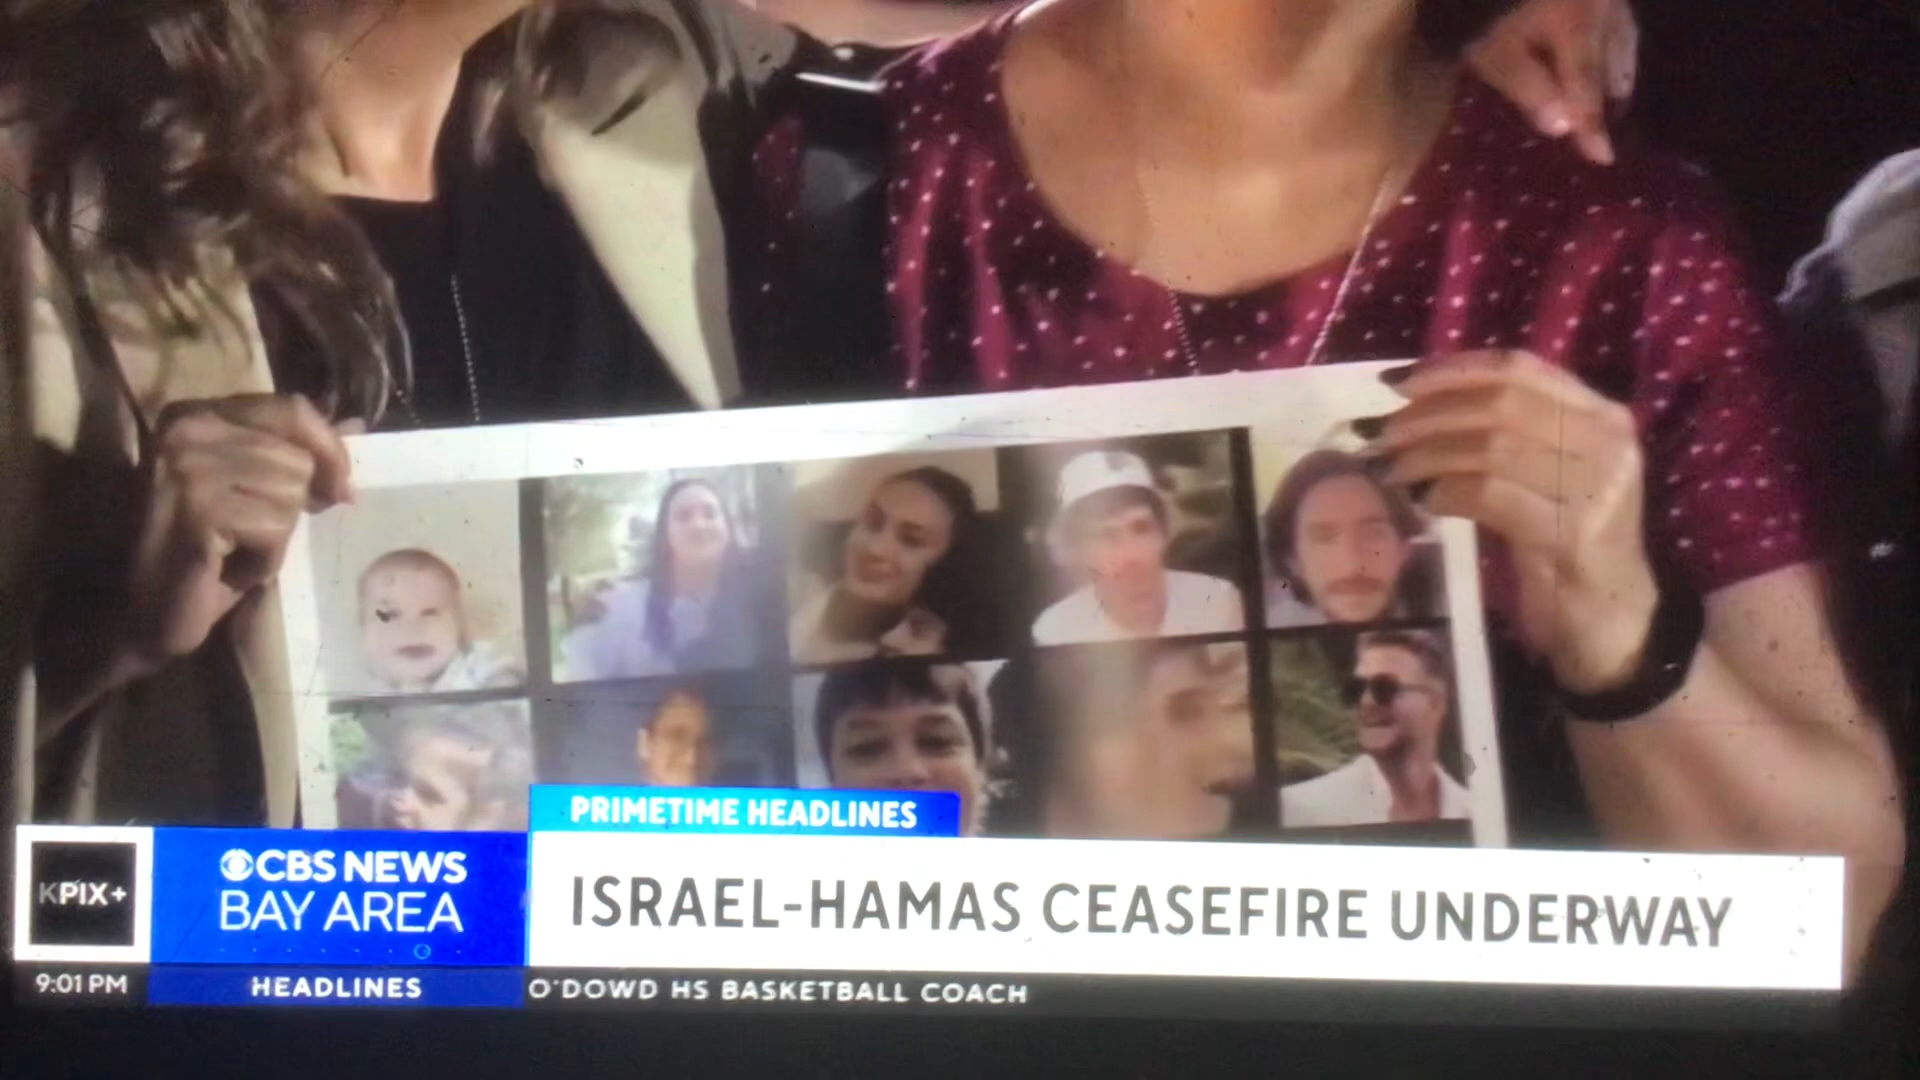 PRIMETIME HEADLINES
ISRAEL-HAMAS CEASEFIRE UNDERWAY
KPIX+
CBS NEWS
BAY AREA
9:01 PM
HEADLINES
O'DOWD HS BASKETBALL COACH